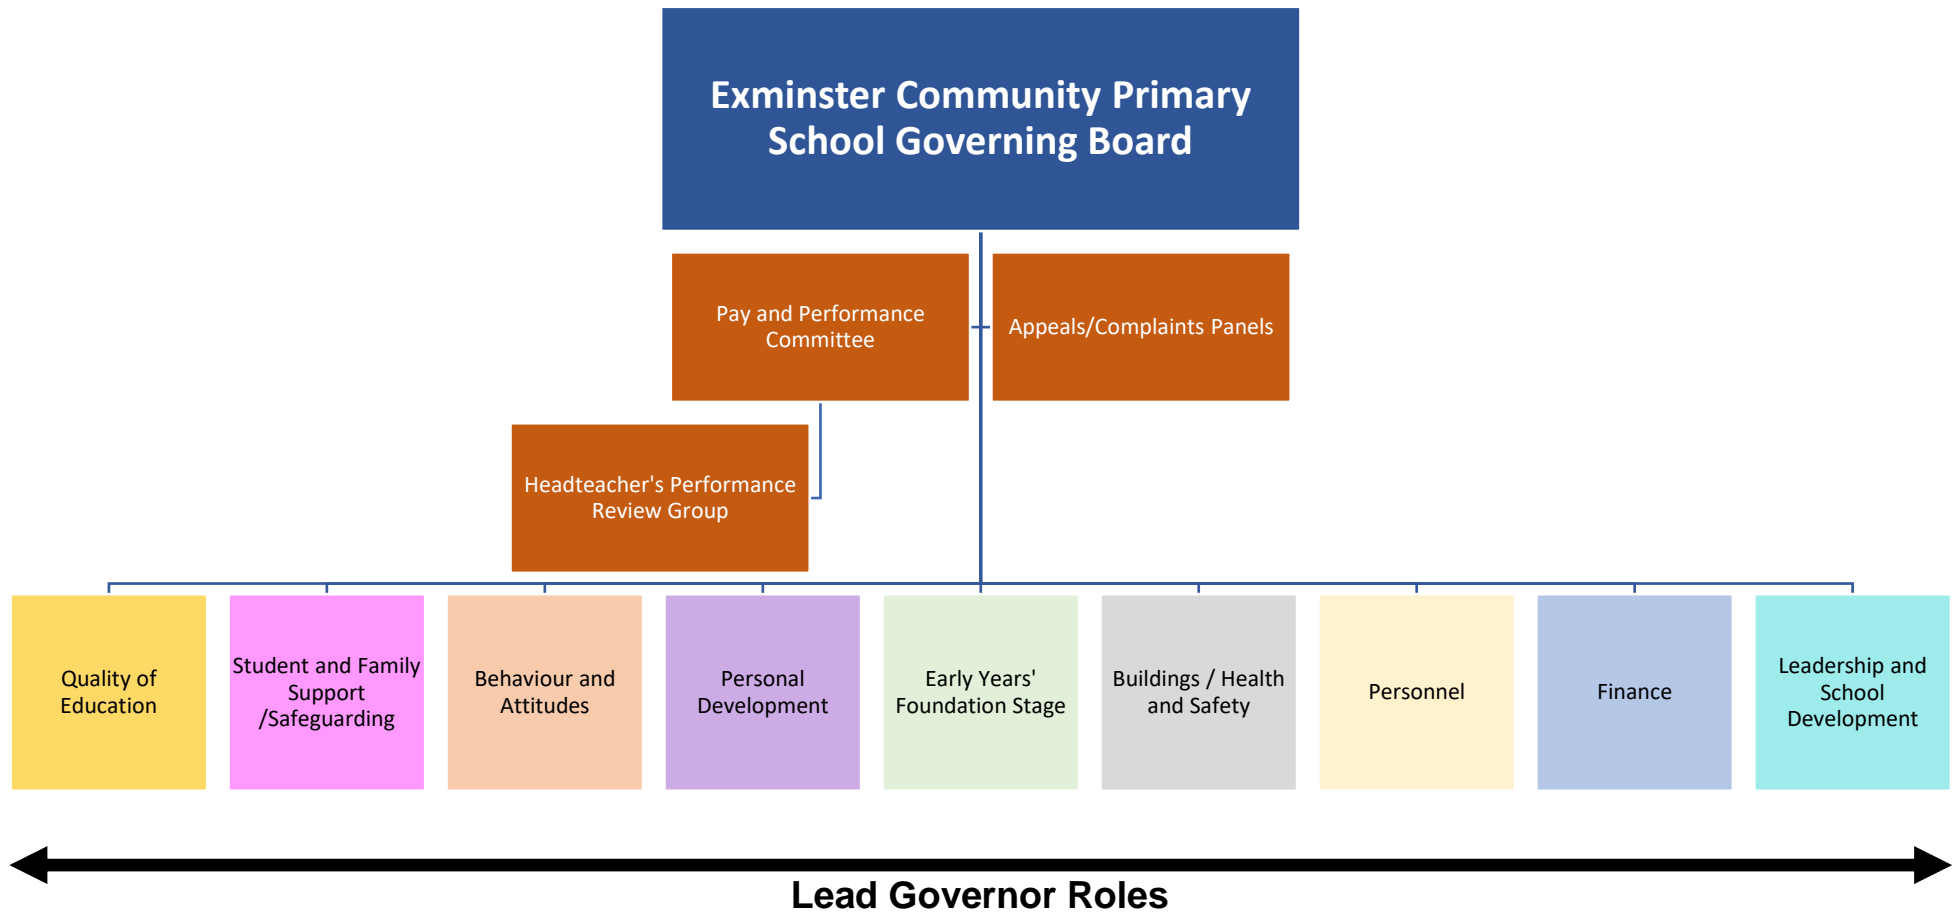 Exminster Community Primary
School Governing Board
Pay and Performance
Committee
Appeals/Complaints Panels
Headteacher's Performance
Review Group
Quality of
Education
Student and Family
Support
/Safeguarding
Behaviour and
Attitudes
Personal
Development
Early Years'
Foundation Stage
Buildings / Health
and Safety
Personnel
Finance
Leadership and
School
Development
Lead Governor Roles